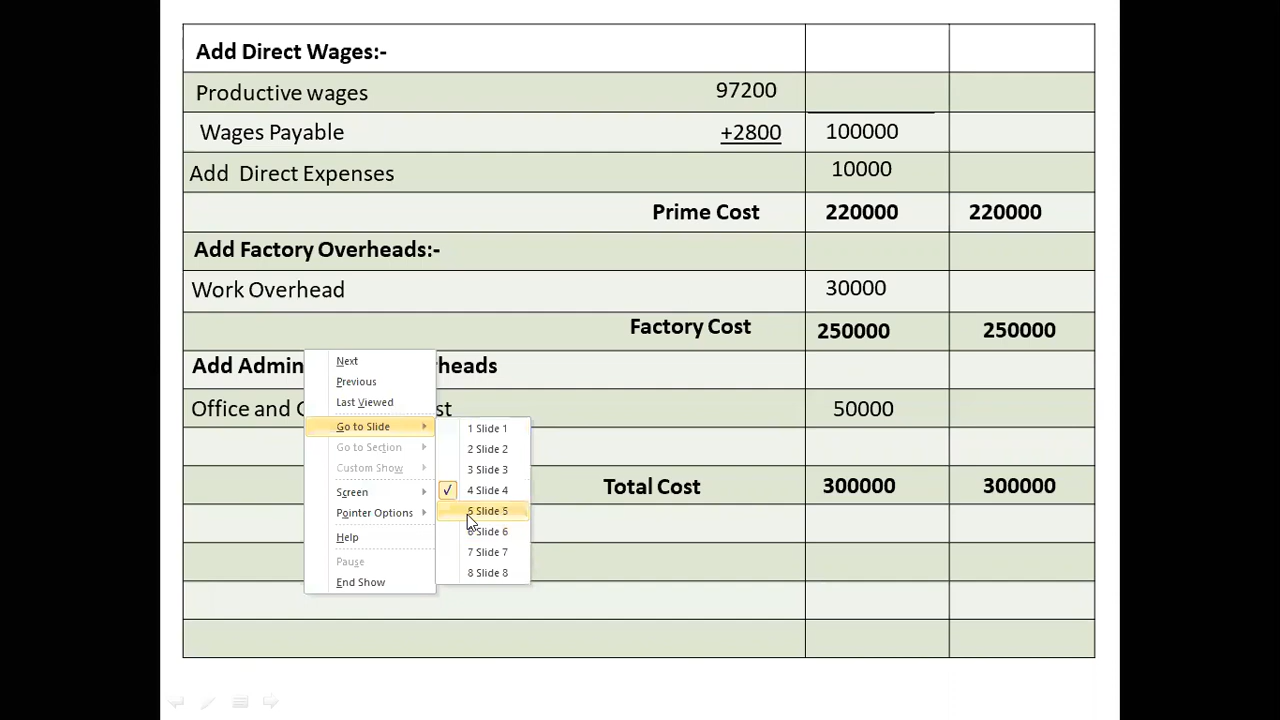 Add Direct Wages:-
Productive wages 97200
Wages Payable +2800 100000
Add Direct Expenses 10000
Prime Cost 220000 220000
Add Factory Overheads:-
Work Overhead 30000
Factory Cost 250000 250000
Add Admin heads
Office and st 50000
Total Cost 300000 300000
Next
Previous
Last Viewed
Go to Slide
Go to Section
Custom Show
Screen
Pointer Options
Help
Pause
End Show
1 Slide 1
2 Slide 2
3 Slide 3
✓ 4 Slide 4
5 Slide 5
6 Slide 6
7 Slide 7
8 Slide 8